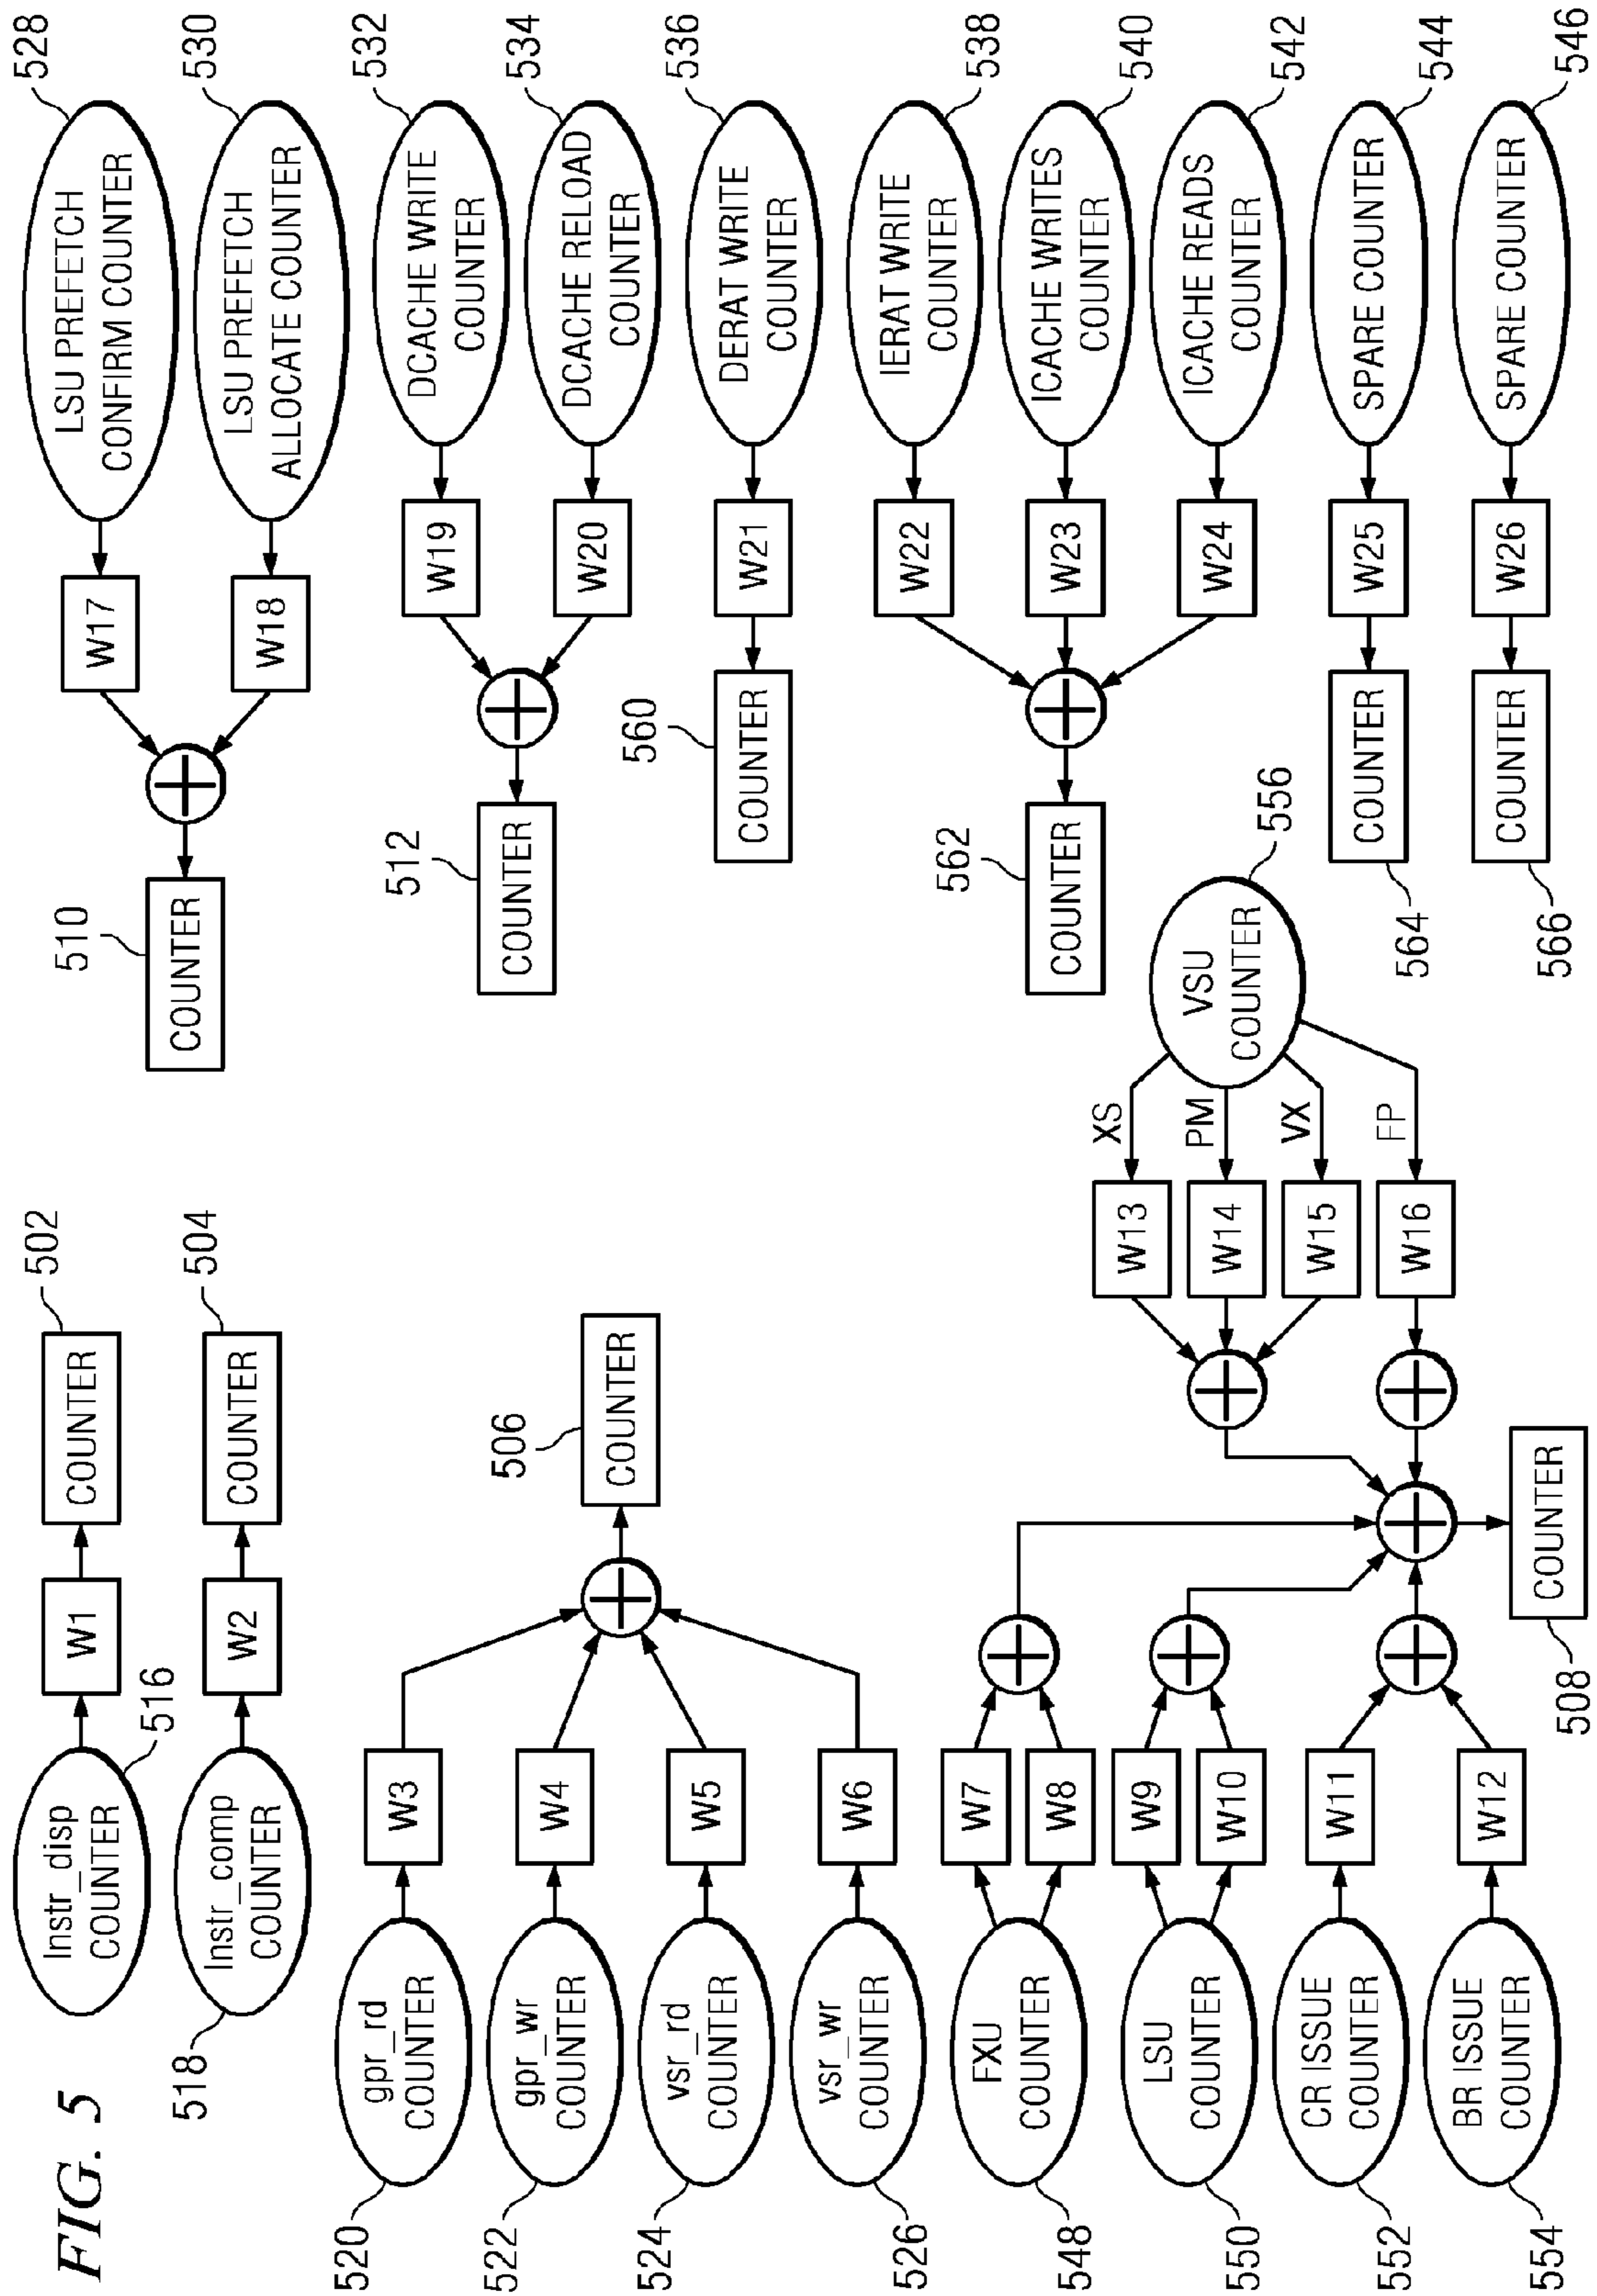 FIG. 5
Instr_disp
COUNTER
516
W1
COUNTER
502
Instr_comp
COUNTER
518
W2
COUNTER
504
gpr_rd
COUNTER
520
W3
gpr_wr
COUNTER
522
W4
vsr_rd
COUNTER
524
W5
vsr_wr
COUNTER
526
W6
COUNTER
506
FXU
COUNTER
548
W7
W8
LSU
COUNTER
550
W9
W10
CR ISSUE
COUNTER
552
W11
BR ISSUE
COUNTER
554
W12
COUNTER
508
W13
W14
W15
W16
XS
PM
VX
FP
VSU
COUNTER
556
COUNTER
510
W17
LSU PREFETCH
CONFIRM COUNTER
528
W18
LSU PREFETCH
ALLOCATE COUNTER
530
COUNTER
512
W19
DCACHE WRITE
COUNTER
532
W20
DCACHE RELOAD
COUNTER
534
COUNTER
560
W21
DERAT WRITE
COUNTER
536
COUNTER
562
W22
IERAT WRITE
COUNTER
538
W23
ICACHE WRITES
COUNTER
540
W24
ICACHE READS
COUNTER
542
COUNTER
564
W25
SPARE COUNTER
544
COUNTER
566
W26
SPARE COUNTER
546